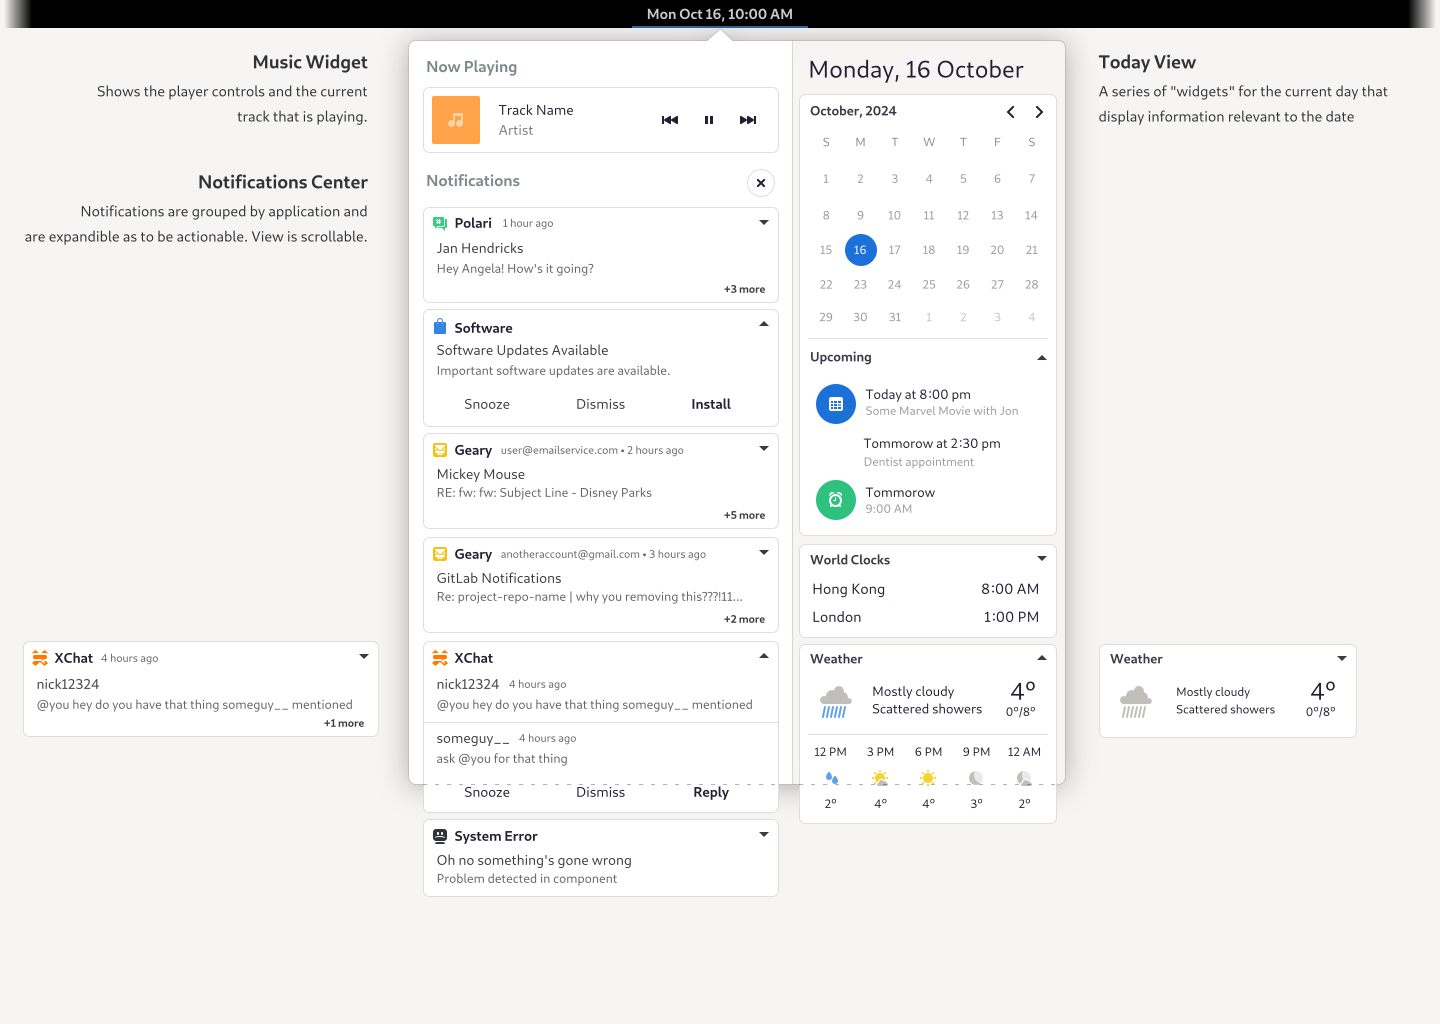 Mon Oct 16, 10:00 AM
Music Widget
Shows the player controls and the current
track that is playing.
Notifications Center
Notifications are grouped by application and
are expandible as to be actionable. View is scrollable.
XChat 4 hours ago
nick12324
@you hey do you have that thing someguy__ mentioned
+1 more
Now Playing
Track Name
Artist
Notifications
Polari 1 hour ago
Jan Hendricks
Hey Angela! How's it going?
+3 more
Software
Software Updates Available
Important software updates are available.
Snooze Dismiss Install
Geary user@emailservice.com • 2 hours ago
Mickey Mouse
RE: fw: fw: Subject Line - Disney Parks
+5 more
Geary anotheraccount@gmail.com • 3 hours ago
GitLab Notifications
Re: project-repo-name | why you removing this???!11...
+2 more
XChat
nick12324 4 hours ago
@you hey do you have that thing someguy__ mentioned
someguy__ 4 hours ago
ask @you for that thing
Snooze Dismiss Reply
System Error
Oh no something's gone wrong
Problem detected in component
Monday, 16 October
October, 2024
S M T W T F S
1 2 3 4 5 6 7
8 9 10 11 12 13 14
15 16 17 18 19 20 21
22 23 24 25 26 27 28
29 30 31 1 2 3 4
Upcoming
Today at 8:00 pm
Some Marvel Movie with Jon
Tommorow at 2:30 pm
Dentist appointment
Tommorow
9:00 AM
World Clocks
Hong Kong 8:00 AM
London 1:00 PM
Weather
Mostly cloudy 4°
Scattered showers 0°/8°
12 PM 3 PM 6 PM 9 PM 12 AM
2° 4° 4° 3° 2°
Today View
A series of "widgets" for the current day that
display information relevant to the date
Weather
Mostly cloudy 4°
Scattered showers 0°/8°